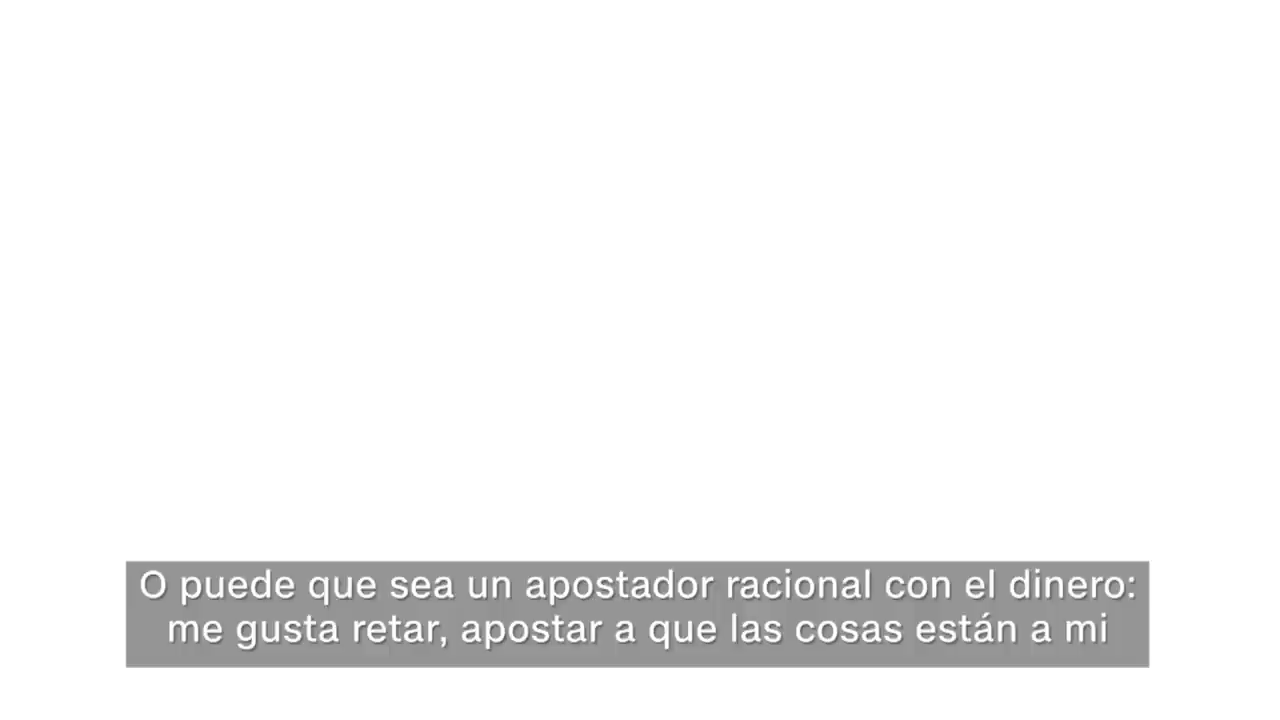 O puede que sea un apostador racional con el dinero:
me gusta retar, apostar a que las cosas están a mi